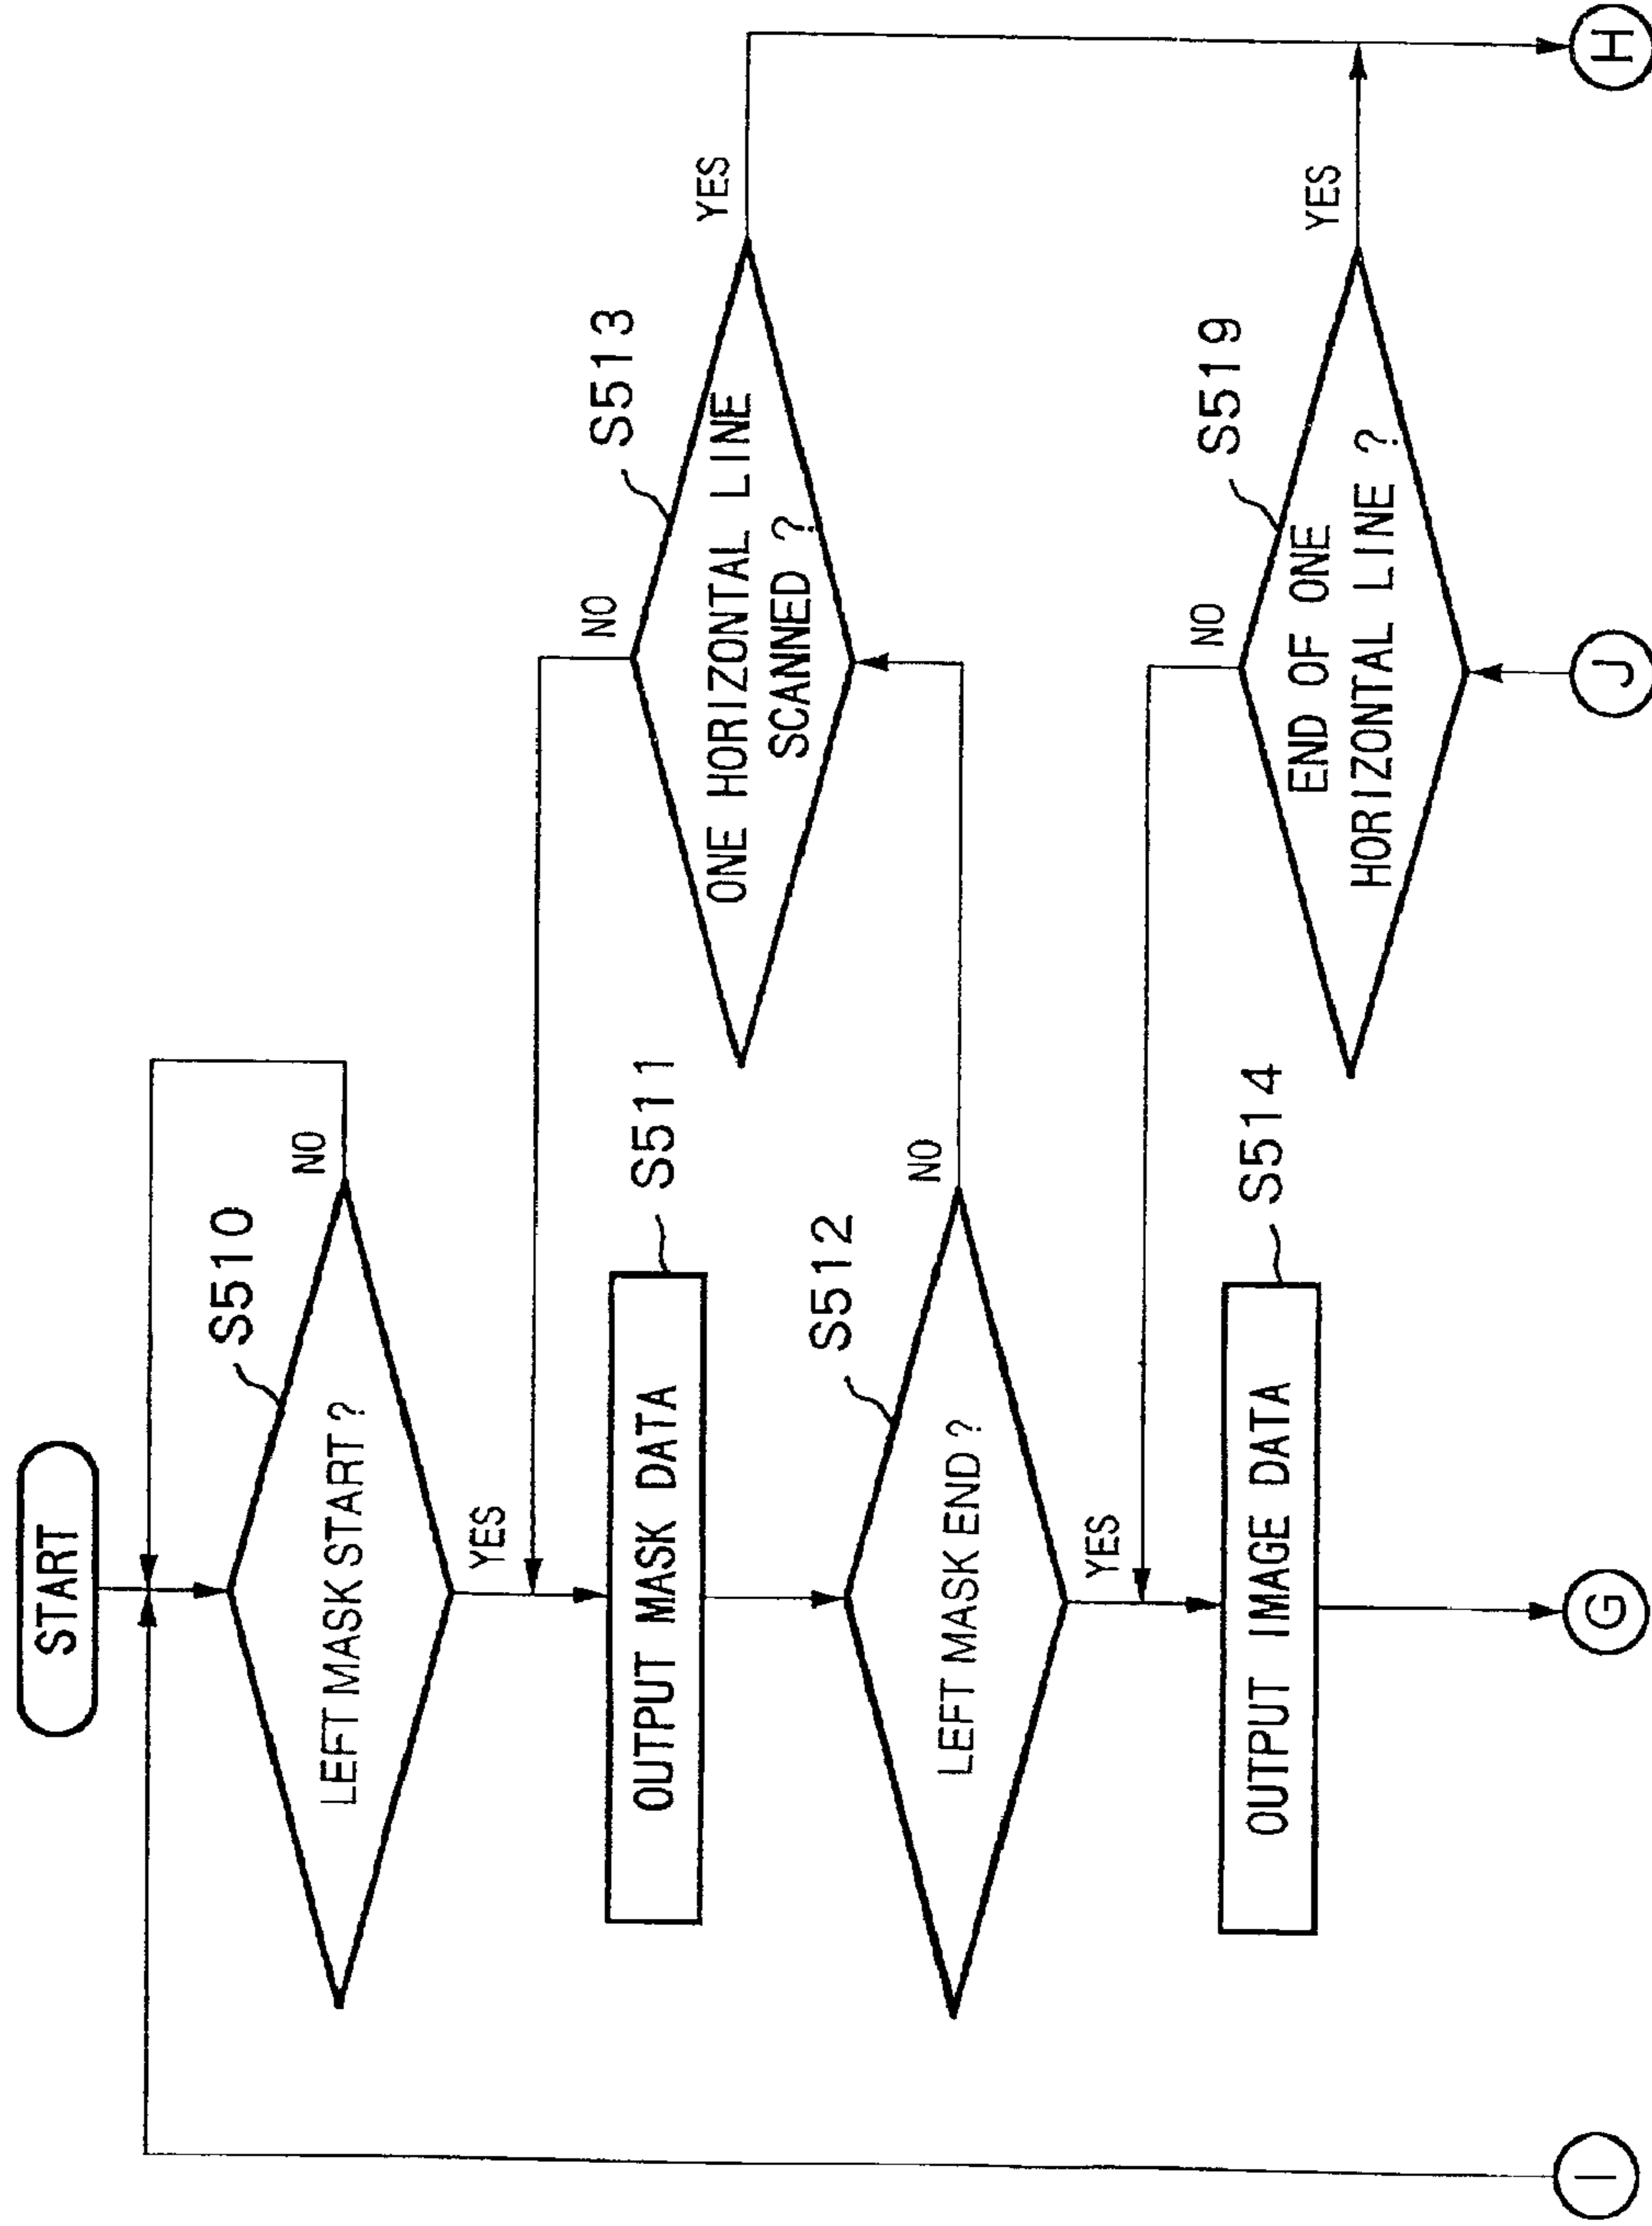 START
S510
LEFT MASK START ?
NO
YES
S511
OUTPUT MASK DATA
S513
NO
ONE HORIZONTAL LINE
SCANNED ?
YES
S512
LEFT MASK END ?
NO
YES
S514
OUTPUT IMAGE DATA
S519
NO
END OF ONE
HORIZONTAL LINE ?
YES
I
G
J
H